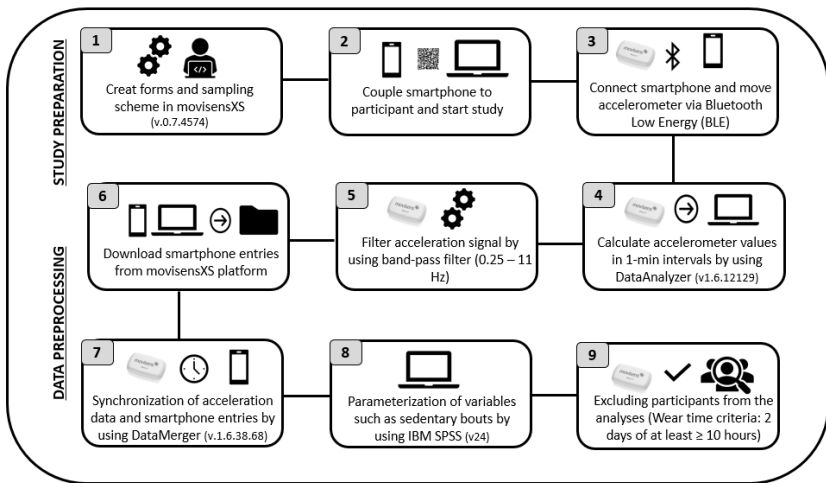 STUDY PREPARATION
1
Creat forms and sampling
scheme in movisensXS
(v.0.7.4574)
2
Couple smartphone to
participant and start study
3
Connect smartphone and move
accelerometer via Bluetooth
Low Energy (BLE)
DATA PREPROCESSING
4
Calculate accelerometer values
in 1-min intervals by using
DataAnalyzer (v1.6.12129)
5
Filter acceleration signal by
using band-pass filter (0.25 – 11
Hz)
6
Download smartphone entries
from movisensXS platform
7
Synchronization of acceleration
data and smartphone entries by
using DataMerger (v.1.6.38.68)
8
Parameterization of variables
such as sedentary bouts by
using IBM SPSS (v24)
9
Excluding participants from the
analyses (Wear time criteria: 2
days of at least ≥ 10 hours)